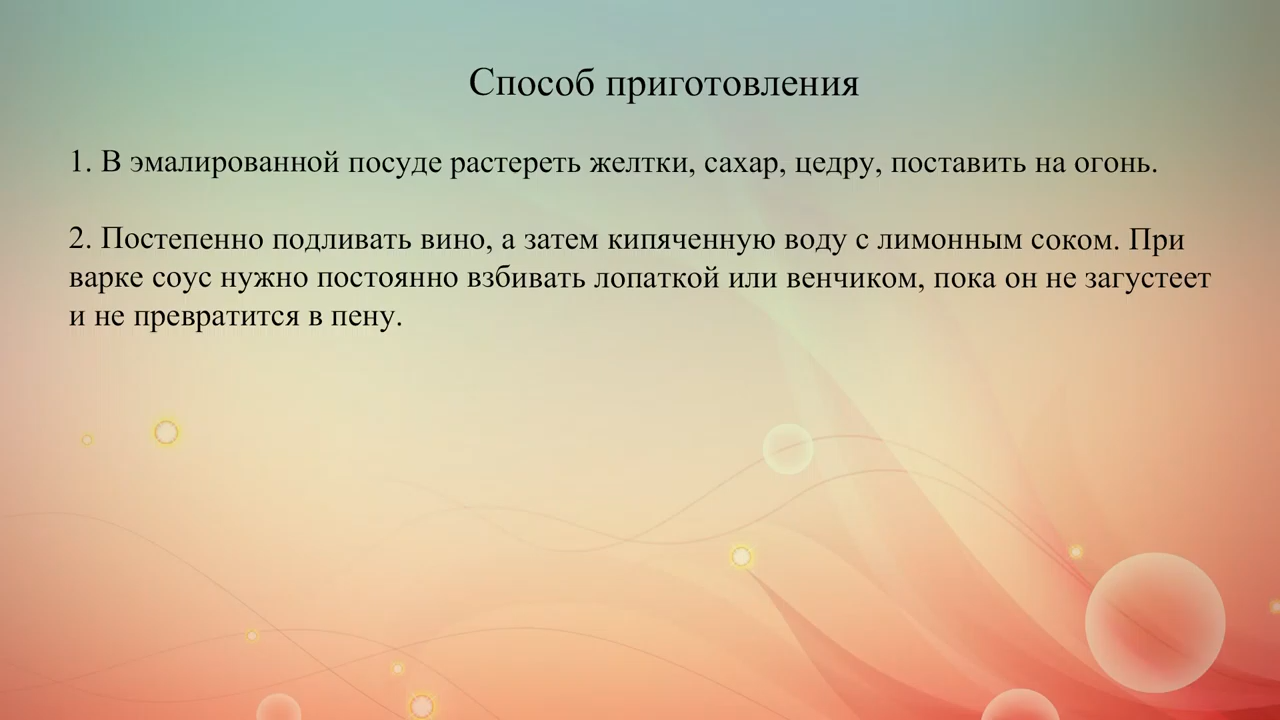 Способ приготовления
1. В эмалированной посуде растереть желтки, сахар, цедру, поставить на огонь.
2. Постепенно подливать вино, а затем кипяченную воду с лимонным соком. При
варке соус нужно постоянно взбивать лопаткой или венчиком, пока он не загустеет
и не превратится в пену.